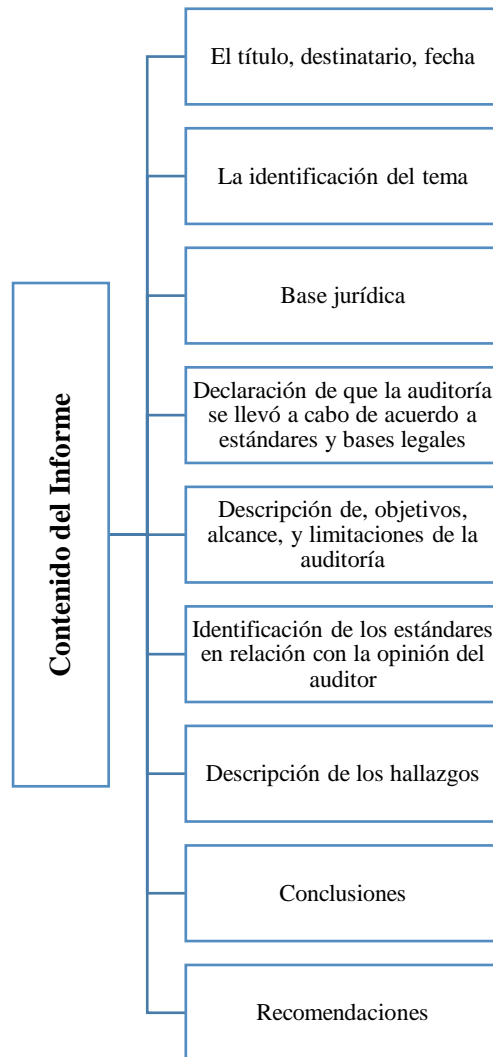 Contenido del Informe
El título, destinatario, fecha
La identificación del tema
Base jurídica
Declaración de que la auditoría
se llevó a cabo de acuerdo a
estándares y bases legales
Descripción de, objetivos,
alcance, y limitaciones de la
auditoría
Identificación de los estándares
en relación con la opinión del
auditor
Descripción de los hallazgos
Conclusiones
Recomendaciones